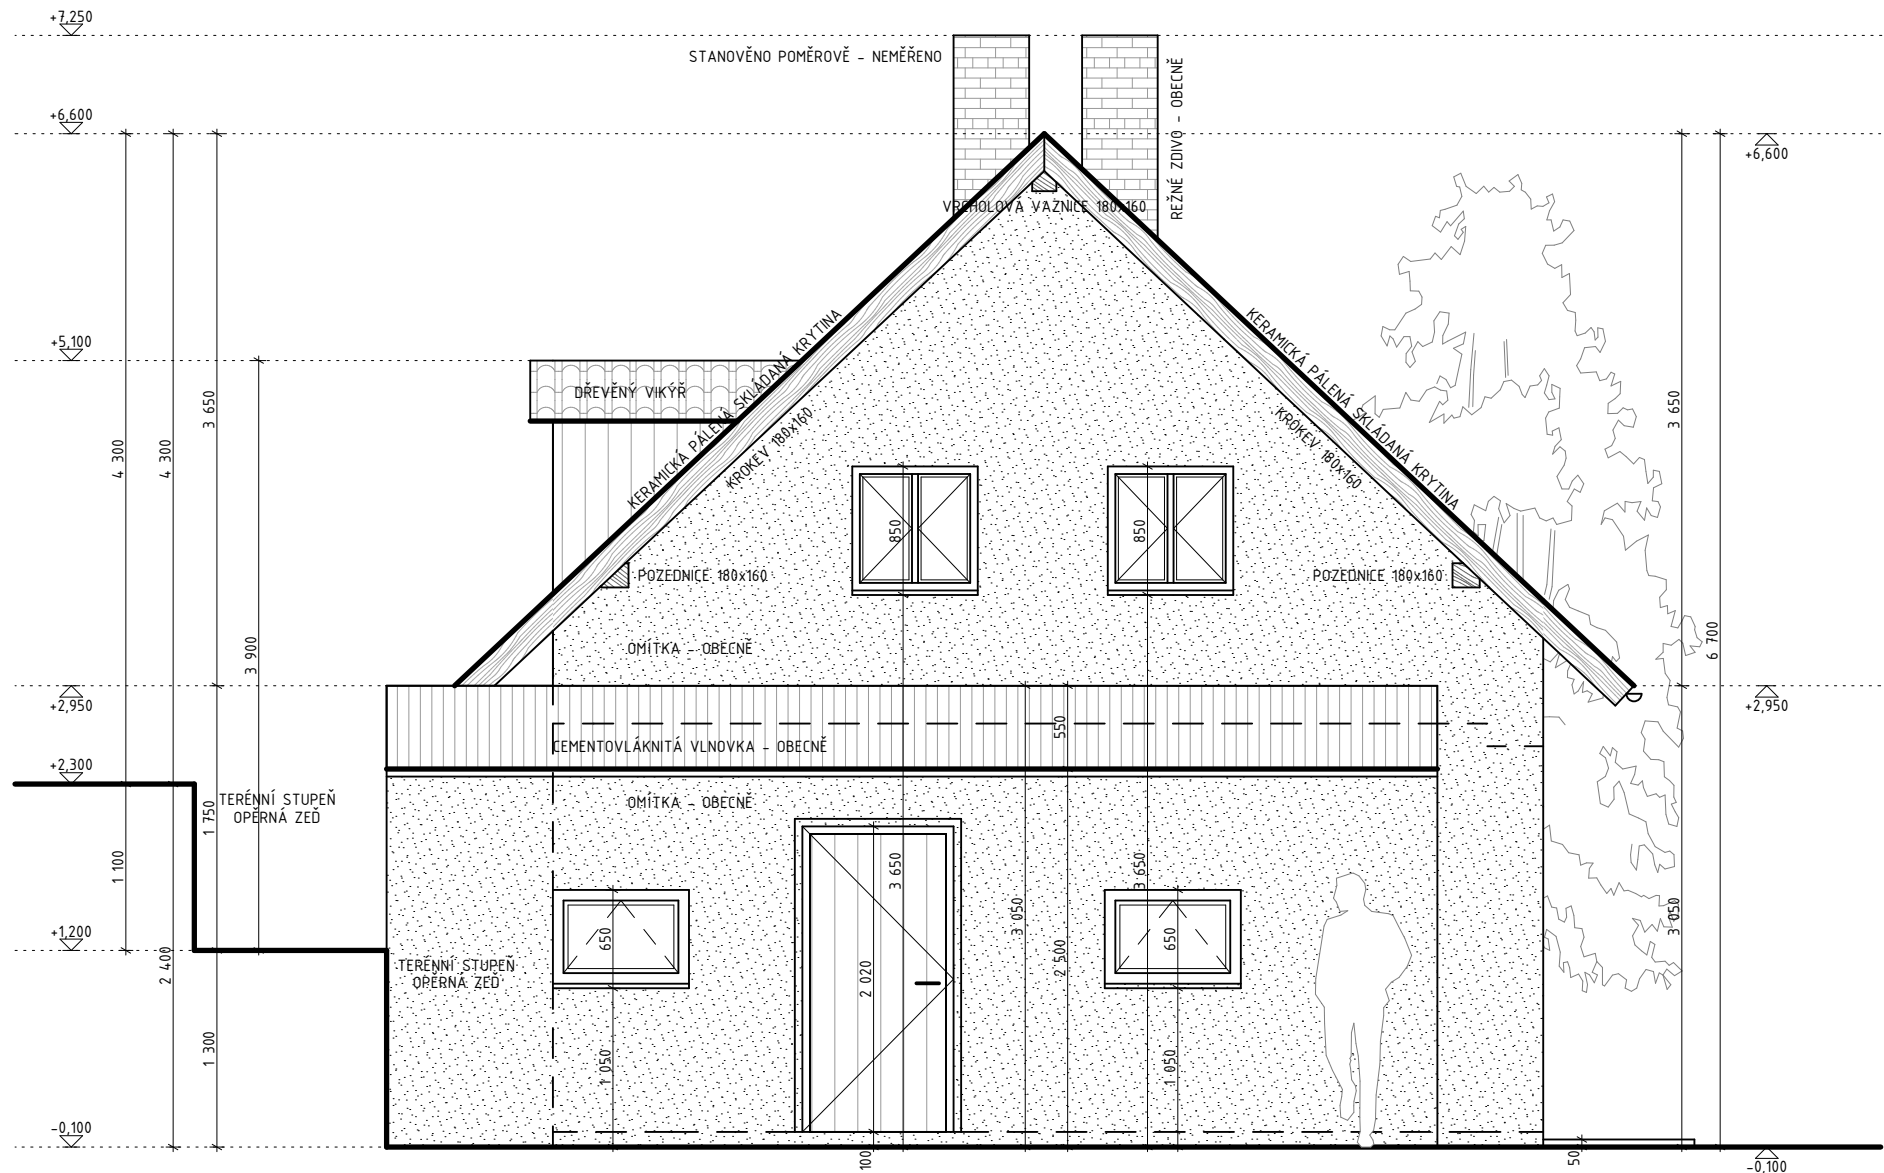 +7,250
STANOVĚNO POMĚROVĚ - NEMĚŘENO
REŽNÉ ZDIVO - OBECNĚ
+6,600
+6,600
VRCHOLOVÁ VAZNICE 180x160
KERAMICKÁ PÁLENÁ SKLÁDANÁ KRYTINA
KERAMICKÁ PÁLENÁ SKLÁDANÁ KRYTINA
+5,100
DŘEVĚNÝ VIKÝŘ
KROKEV 180x160
KROKEV 180x160
3 650
3 650
4 300
4 300
850
850
POZEDNICE 180x160
POZEDNICE 180x160
3 900
OMÍTKA - OBECNĚ
6 700
+2,950
+2,950
550
CEMENTOVLÁKNITÁ VLNOVKA - OBECNĚ
+2,300
TERÉNNÍ STUPEŇ
OPĚRNÁ ZEĎ
OMÍTKA - OBECNĚ
1 750
1 100
3 650
3 650
3 050
3 050
+1,200
650
650
2 400
TERÉNNÍ STUPEŇ
OPĚRNÁ ZEĎ
2 020
2 500
1 300
1 050
1 050
-0,100
100
50
-0,100